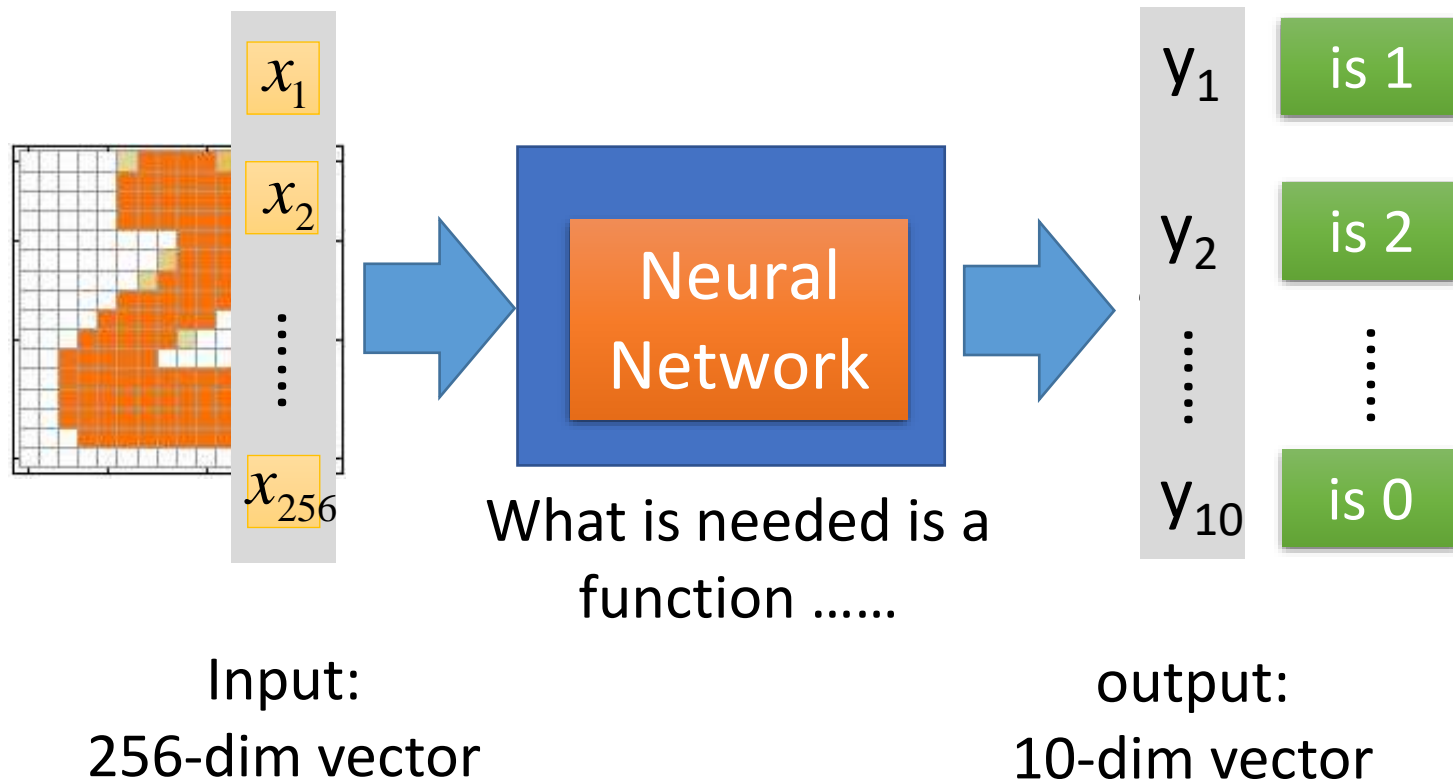 x₁
x₂
⋮
x₂₅₆
Neural
Network
What is needed is a
function ……
y₁
is 1
y₂
is 2
⋮
⋮
y₁₀
is 0
Input:
256-dim vector
output:
10-dim vector